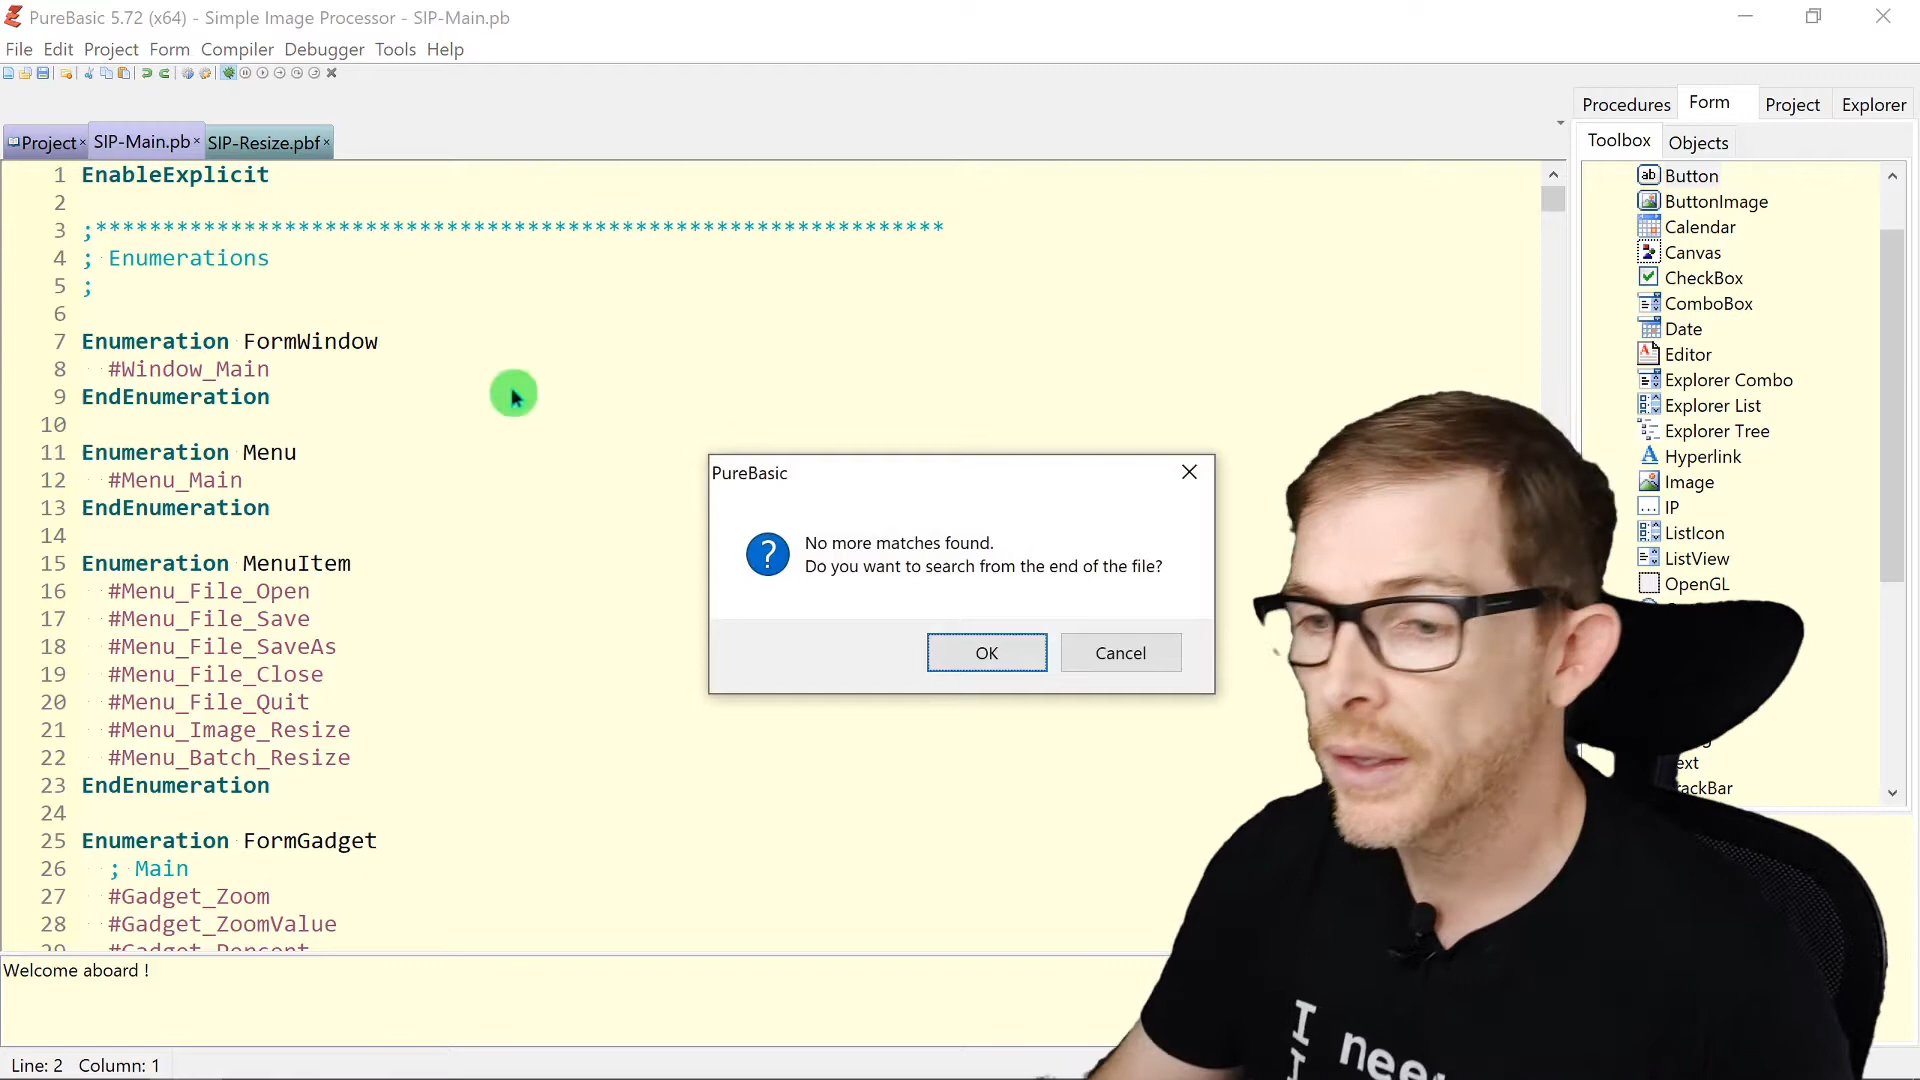 PureBasic 5.72 (x64) - Simple Image Processor - SIP-Main.pb
File Edit Project Form Compiler Debugger Tools Help
Procedures Form Project Explorer
Project SIP-Main.pb SIP-Resize.pbf
Toolbox Objects
1 EnableExplicit
2
3 ;***************************************************************
4 ; Enumerations
5 ;
6
7 Enumeration FormWindow
8 #Window_Main
9 EndEnumeration
10
11 Enumeration Menu
12 #Menu_Main
13 EndEnumeration
14
15 Enumeration MenuItem
16 #Menu_File_Open
17 #Menu_File_Save
18 #Menu_File_SaveAs
19 #Menu_File_Close
20 #Menu_File_Quit
21 #Menu_Image_Resize
22 #Menu_Batch_Resize
23 EndEnumeration
24
25 Enumeration FormGadget
26 ; Main
27 #Gadget_Zoom
28 #Gadget_ZoomValue
29 #Gadget_Percent
PureBasic
No more matches found.
Do you want to search from the end of the file?
OK Cancel
Button
ButtonImage
Calendar
Canvas
CheckBox
ComboBox
Date
Editor
Explorer Combo
Explorer List
Explorer Tree
Hyperlink
Image
IP
ListIcon
ListView
OpenGL
Welcome aboard !
I nee
I
Line: 2 Column: 1